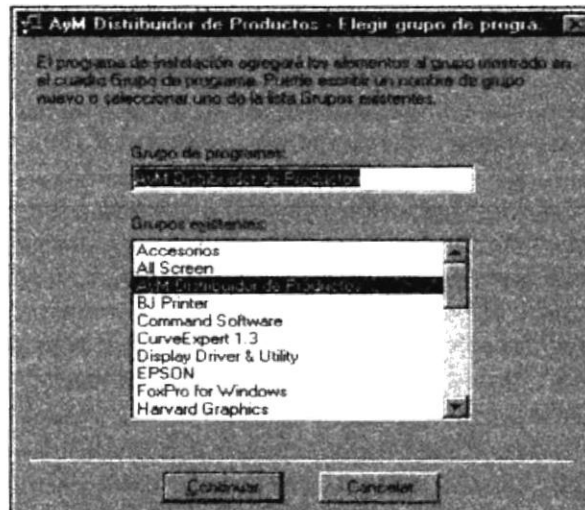 AyM Distribuidor de Productos - Elegir grupo de progra.
El programa de instalación agregará los elementos al grupo mostrado en
el cuadro Grupo de programa. Puede escribir un nombre de grupo
nuevo o seleccionar uno de la lista Grupos existentes.
Grupo de programas:
AyM Distribuidor de Productos
Grupos existentes:
Accesorios
All Screen
AyM Distribuidor de Productos
BJ Printer
Command Software
CurveExpert 1.3
Display Driver & Utility
EPSON
FoxPro for Windows
Harvard Graphics
Continuar
Cancelar